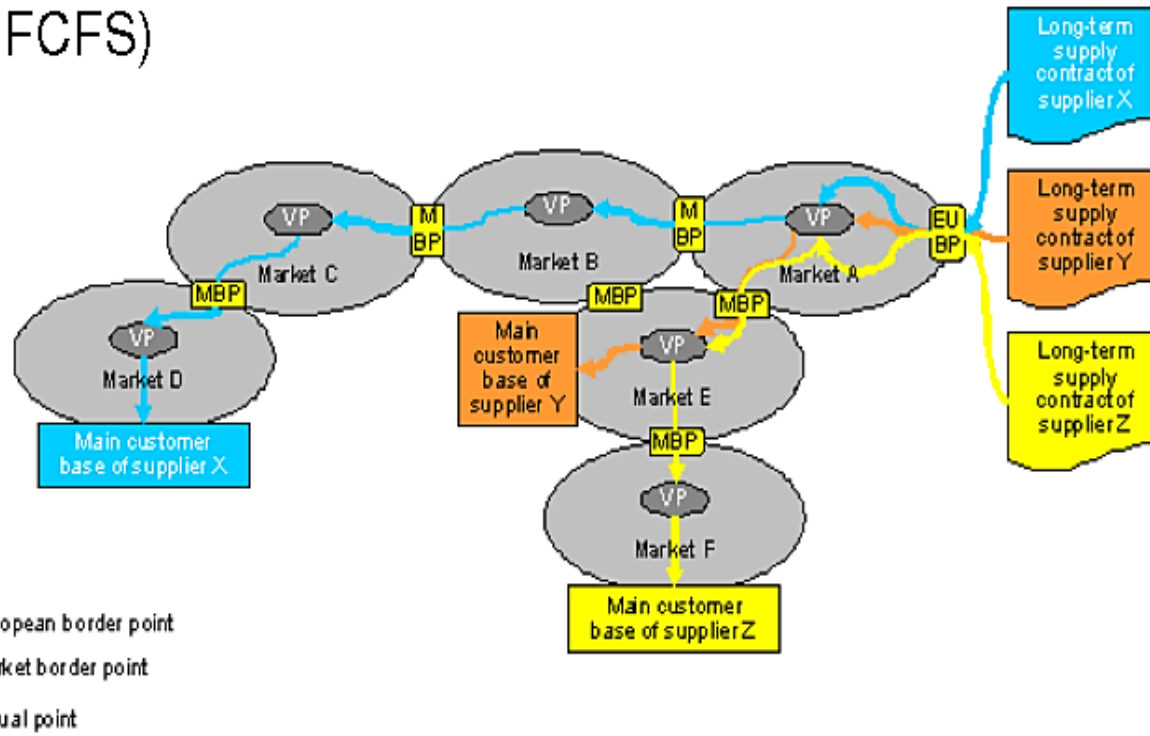 FCFS)
Long-term
supply
contract of
supplier X
Long-term
supply
contract of
supplier Y
Long-term
supply
contract of
supplier Z
EU
BP
VP
Market A
M
BP
VP
Market B
M
BP
VP
Market C
MBP
MBP
MBP
VP
Market D
Main customer
base of supplier X
Main
customer
base of
supplier Y
VP
Market E
MBP
VP
Market F
Main customer
base of supplier Z
opean border point
rket border point
ual point